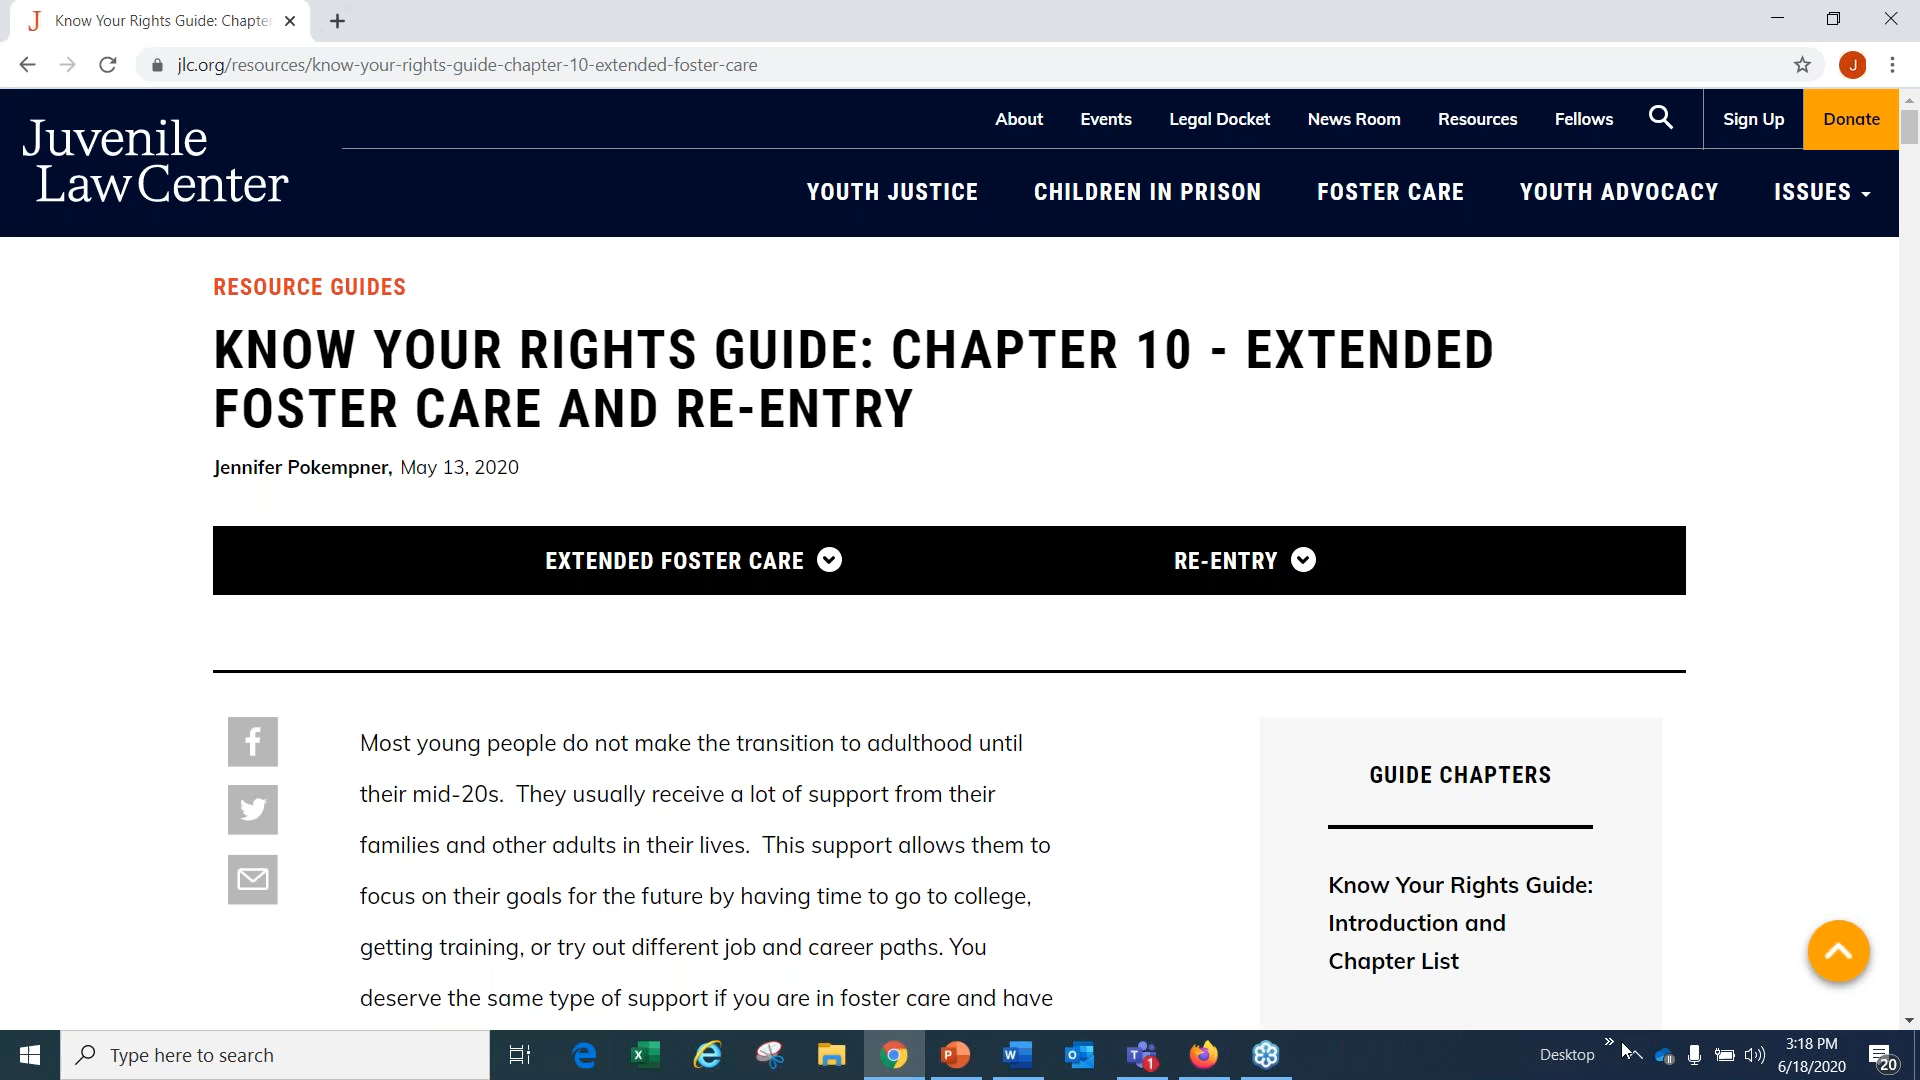 Know Your Rights Guide: Chapter
jlc.org/resources/know-your-rights-guide-chapter-10-extended-foster-care
J
Juvenile
Law Center
About Events Legal Docket News Room Resources Fellows Sign Up Donate
YOUTH JUSTICE CHILDREN IN PRISON FOSTER CARE YOUTH ADVOCACY ISSUES
RESOURCE GUIDES
KNOW YOUR RIGHTS GUIDE: CHAPTER 10 - EXTENDED
FOSTER CARE AND RE-ENTRY
Jennifer Pokempner, May 13, 2020
EXTENDED FOSTER CARE RE-ENTRY
Most young people do not make the transition to adulthood until
their mid-20s. They usually receive a lot of support from their
families and other adults in their lives. This support allows them to
focus on their goals for the future by having time to go to college,
getting training, or try out different job and career paths. You
deserve the same type of support if you are in foster care and have
GUIDE CHAPTERS
Know Your Rights Guide:
Introduction and
Chapter List
Type here to search
Desktop
3:18 PM
6/18/2020
20